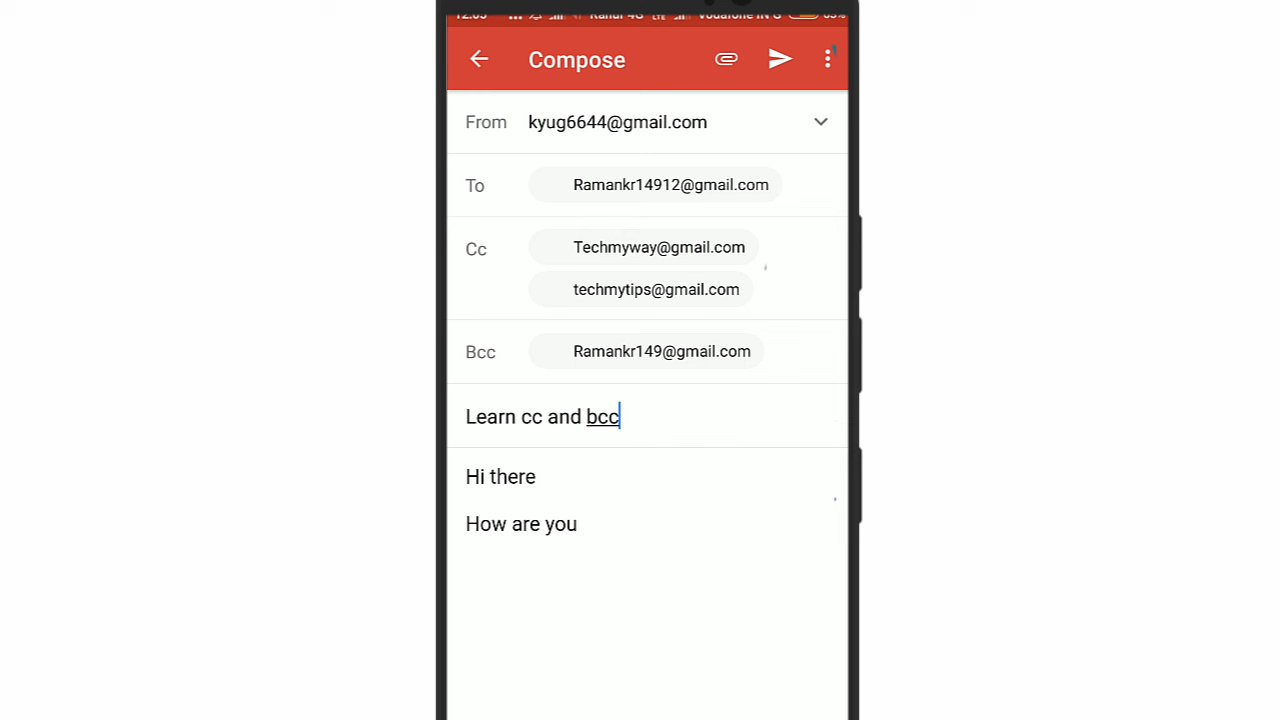 Compose
From kyug6644@gmail.com
To Ramankr14912@gmail.com
Cc Techmyway@gmail.com
techmytips@gmail.com
Bcc Ramankr149@gmail.com
Learn cc and bcc
Hi there
How are you